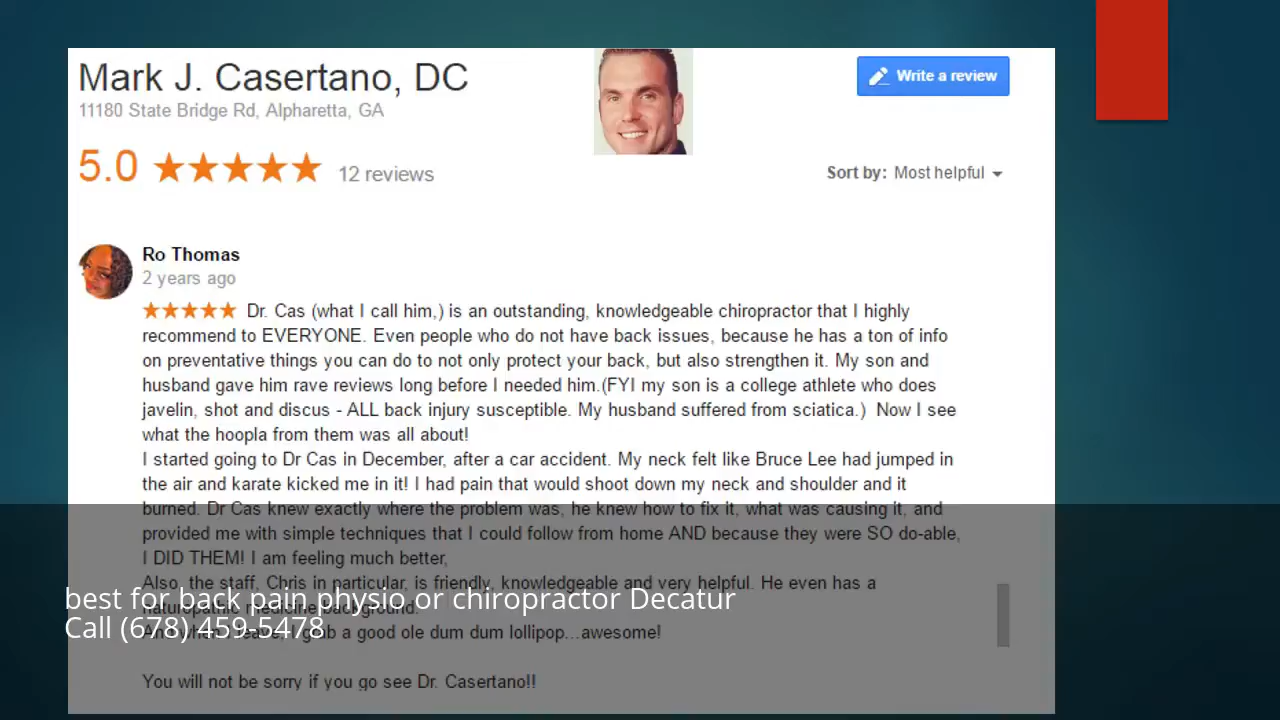 Mark J. Casertano, DC
11180 State Bridge Rd, Alpharetta, GA
Write a review
5.0 ★★★★★ 12 reviews
Sort by: Most helpful
Ro Thomas
2 years ago
★★★★★ Dr. Cas (what I call him,) is an outstanding, knowledgeable chiropractor that I highly
recommend to EVERYONE. Even people who do not have back issues, because he has a ton of info
on preventative things you can do to not only protect your back, but also strengthen it. My son and
husband gave him rave reviews long before I needed him.(FYI my son is a college athlete who does
javelin, shot and discus - ALL back injury susceptible. My husband suffered from sciatica.) Now I see
what the hoopla from them was all about!
I started going to Dr Cas in December, after a car accident. My neck felt like Bruce Lee had jumped in
the air and karate kicked me in it! I had pain that would shoot down my neck and shoulder and it
burned. Dr Cas knew exactly where the problem was, he knew how to fix it, what was causing it, and
provided me with simple techniques that I could follow from home AND because they were SO do-able,
I DID THEM! I am feeling much better,
Also, the staff, Chris in particular, is friendly, knowledgeable and very helpful. He even has a
naturopathic medicine background.
And when I leave, I grab a good ole dum dum lollipop...awesome!
You will not be sorry if you go see Dr. Casertano!!
best for back pain physio or chiropractor Decatur
Call (678) 459-5478